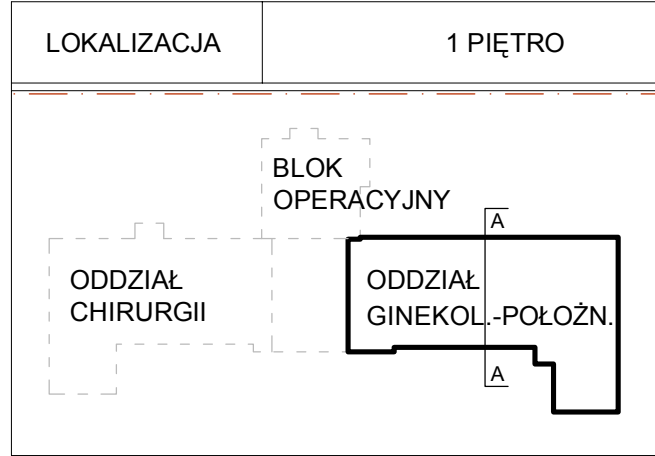 LOKALIZACJA 1 PIĘTRO
BLOK
OPERACYJNY
A
ODDZIAŁ
CHIRURGII
ODDZIAŁ
GINEKOL.-POŁOŻN.
A